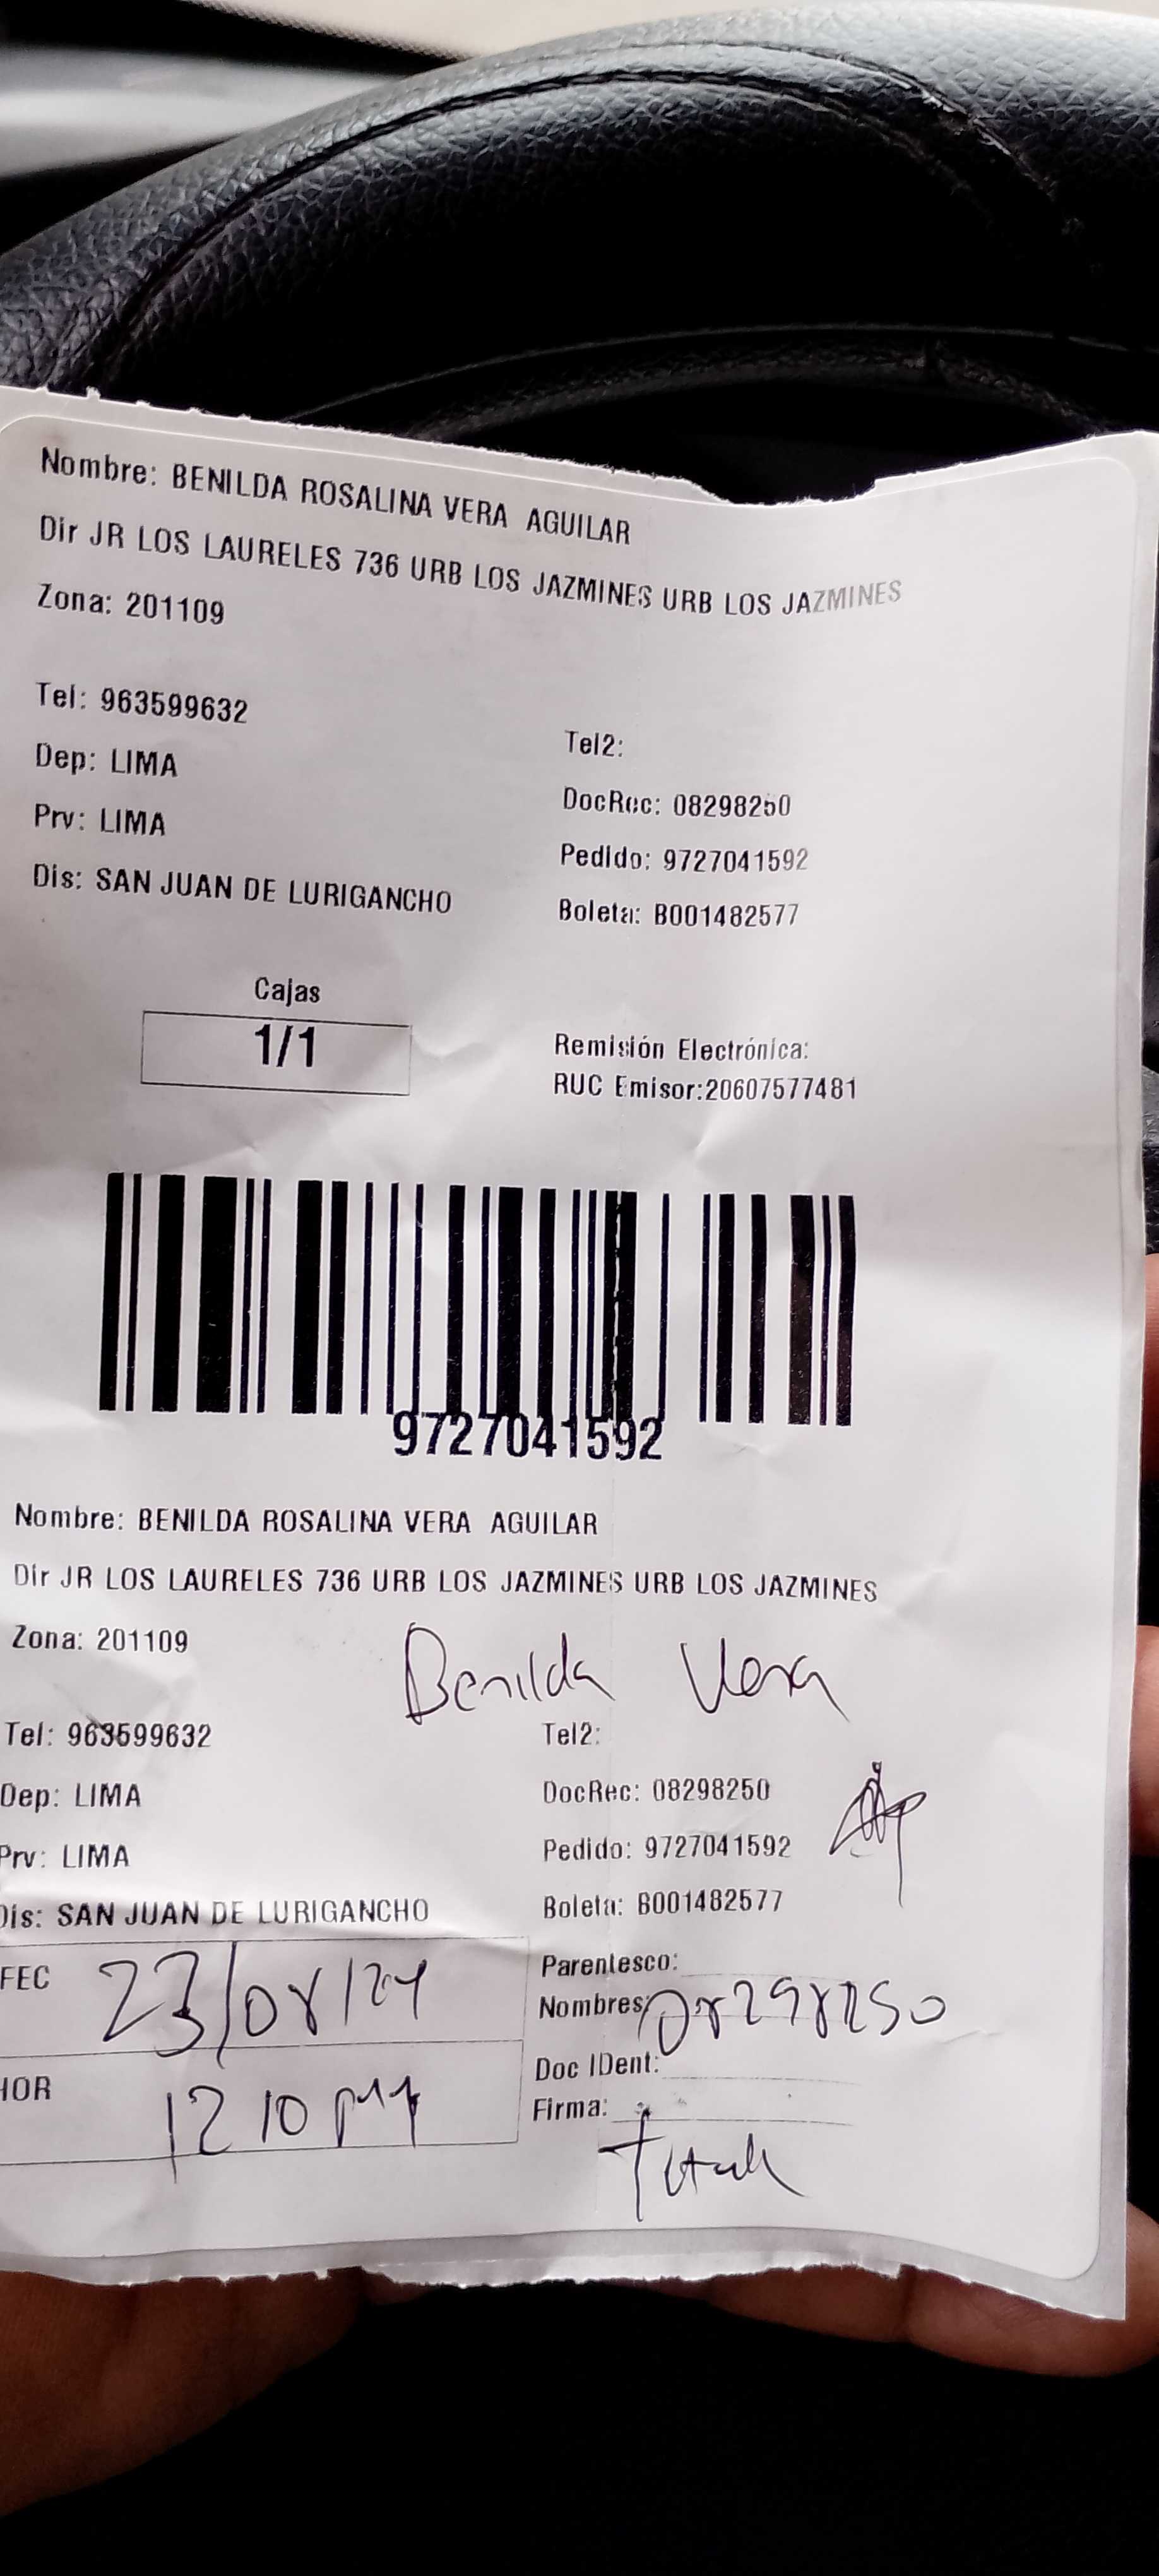 Nombre: BENILDA ROSALINA VERA AGUILAR
Dir JR LOS LAURELES 736 URB LOS JAZMINES URB LOS JAZMINES
Zona: 201109
Tel: 963599632
Tel2:
Dep: LIMA
DocRec: 08298250
Prv: LIMA
Pedido: 9727041592
Dis: SAN JUAN DE LURIGANCHO
Boleta: B001482577
Cajas
1/1
Remisión Electrónica:
RUC Emisor:20607577481
9727041592
Nombre: BENILDA ROSALINA VERA AGUILAR
Dir JR LOS LAURELES 736 URB LOS JAZMINES URB LOS JAZMINES
Zona: 201109
Benilda Vera
Tel: 963599632
Tel2:
Dep: LIMA
DocRec: 08298250
Prv: LIMA
Pedido: 9727041592
Dis: SAN JUAN DE LURIGANCHO
Boleta: B001482577
FEC 23/08/24
Parentesco:
Nombres: 08298250
Doc IDent:
HOR 12 10 pm
Firma: